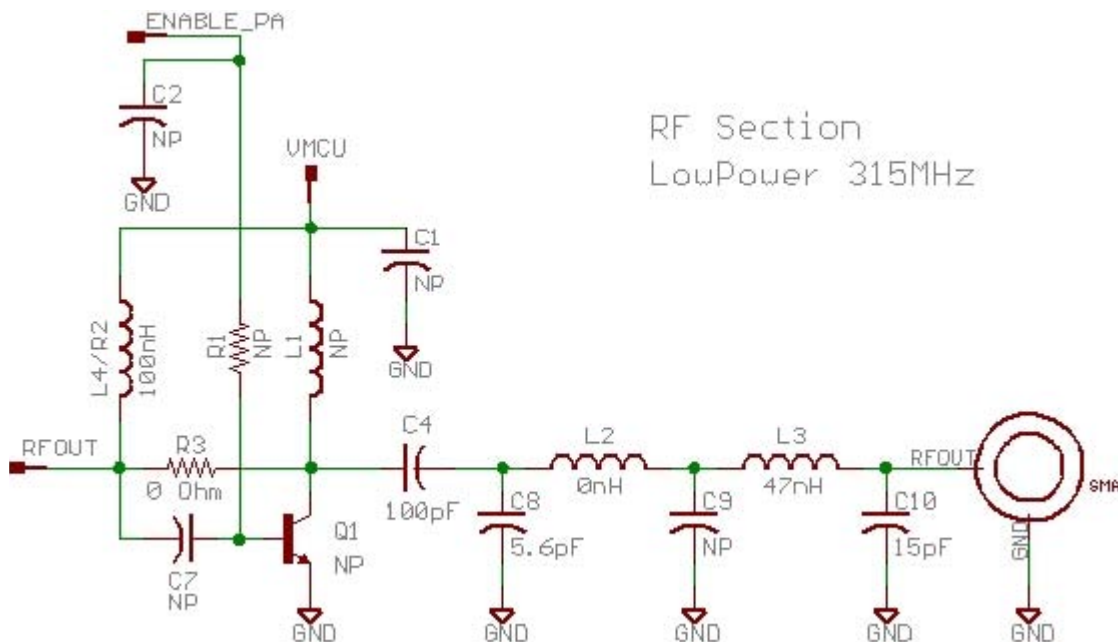 ENABLE_PA
C2
NP
GND
RF Section
LowPower 315MHz
VMCU
C1
NP
GND
L4/R2
100nH
R1
NP
L1
NP
RFOUT
R3
0 Ohm
C7
NP
Q1
NP
GND
C4
100pF
C8
5.6pF
GND
L2
0nH
C9
NP
GND
L3
47nH
C10
15pF
GND
RFOUT
SMA
GND
GND